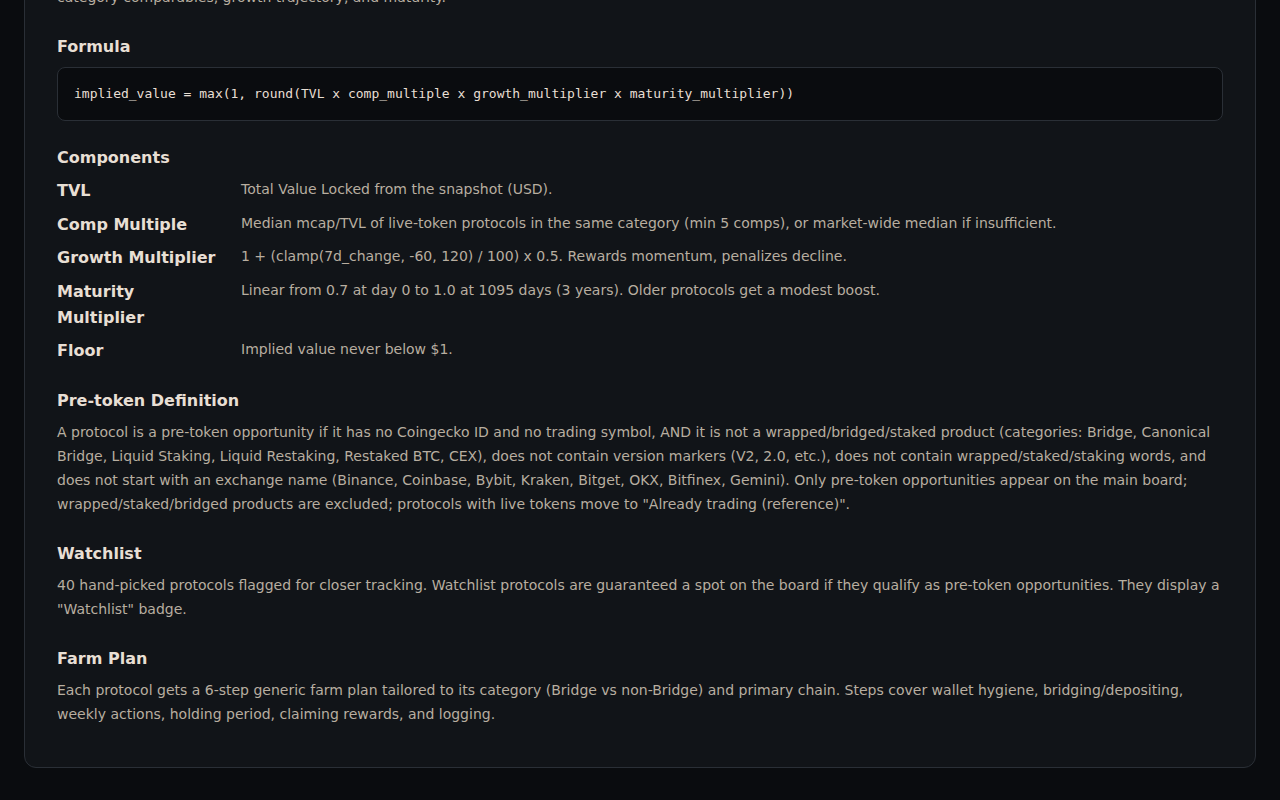 category comparables, growth trajectory, and maturity.
Formula
implied_value = max(1, round(TVL x comp_multiple x growth_multiplier x maturity_multiplier))
Components
TVL Total Value Locked from the snapshot (USD).
Comp Multiple Median mcap/TVL of live-token protocols in the same category (min 5 comps), or market-wide median if insufficient.
Growth Multiplier 1 + (clamp(7d_change, -60, 120) / 100) x 0.5. Rewards momentum, penalizes decline.
Maturity Multiplier Linear from 0.7 at day 0 to 1.0 at 1095 days (3 years). Older protocols get a modest boost.
Floor Implied value never below $1.
Pre-token Definition
A protocol is a pre-token opportunity if it has no Coingecko ID and no trading symbol, AND it is not a wrapped/bridged/staked product (categories: Bridge, Canonical
Bridge, Liquid Staking, Liquid Restaking, Restaked BTC, CEX), does not contain version markers (V2, 2.0, etc.), does not contain wrapped/staked/staking words, and
does not start with an exchange name (Binance, Coinbase, Bybit, Kraken, Bitget, OKX, Bitfinex, Gemini). Only pre-token opportunities appear on the main board;
wrapped/staked/bridged products are excluded; protocols with live tokens move to "Already trading (reference)".
Watchlist
40 hand-picked protocols flagged for closer tracking. Watchlist protocols are guaranteed a spot on the board if they qualify as pre-token opportunities. They display a
"Watchlist" badge.
Farm Plan
Each protocol gets a 6-step generic farm plan tailored to its category (Bridge vs non-Bridge) and primary chain. Steps cover wallet hygiene, bridging/depositing,
weekly actions, holding period, claiming rewards, and logging.